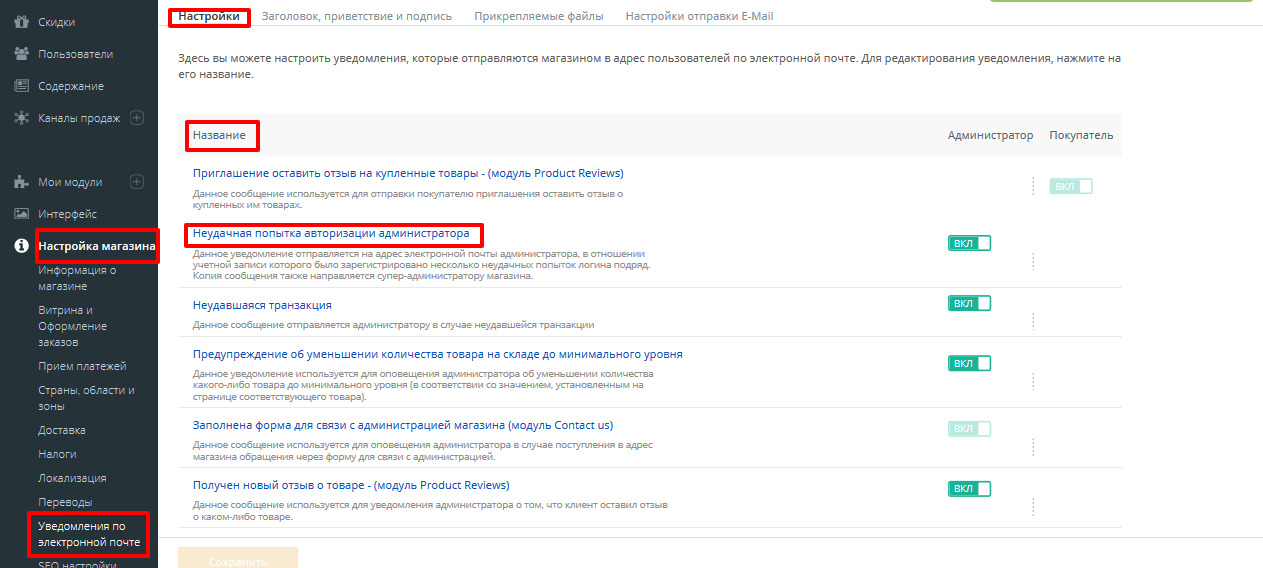 Скидки
Пользователи
Содержание
Каналы продаж
Мои модули
Интерфейс
Настройка магазина
Информация о
магазине
Витрина и
Оформление
заказов
Прием платежей
Страны, области и
зоны
Доставка
Налоги
Локализация
Переводы
Уведомления по
электронной почте
SEO настройки
Настройки Заголовок, приветствие и подпись Прикрепляемые файлы Настройки отправки E-Mail
Здесь вы можете настроить уведомления, которые отправляются магазином в адрес пользователей по электронной почте. Для редактирования уведомления, нажмите на
его название.
Название Администратор Покупатель
Приглашение оставить отзыв на купленные товары - (модуль Product Reviews)
ВКЛ
Данное сообщение используется для отправки покупателю приглашения оставить отзыв о
купленных им товарах.
Неудачная попытка авторизации администратора
ВКЛ
Данное уведомление отправляется на адрес электронной почты администратора, в отношении
учетной записи которого было зарегистрировано несколько неудачных попыток логина подряд.
Копия сообщения также направляется супер-администратору магазина.
Неудавшаяся транзакция
ВКЛ
Данное сообщение отправляется администратору в случае неудавшейся транзакции
Предупреждение об уменьшении количества товара на складе до минимального уровня
ВКЛ
Данное уведомление используется для оповещения администратора об уменьшении количества
какого-либо товара до минимального уровня (в соответствии со значением, установленным на
странице соответствующего товара).
Заполнена форма для связи с администрацией магазина (модуль Contact us)
ВКЛ
Данное сообщение используется для оповещения администратора в случае поступления в адрес
магазина обращения через форму для связи с администрацией.
Получен новый отзыв о товаре - (модуль Product Reviews)
ВКЛ
Данное сообщение используется для уведомления администратора о том, что клиент оставил отзыв
о каком-либо товаре.
Сохранить